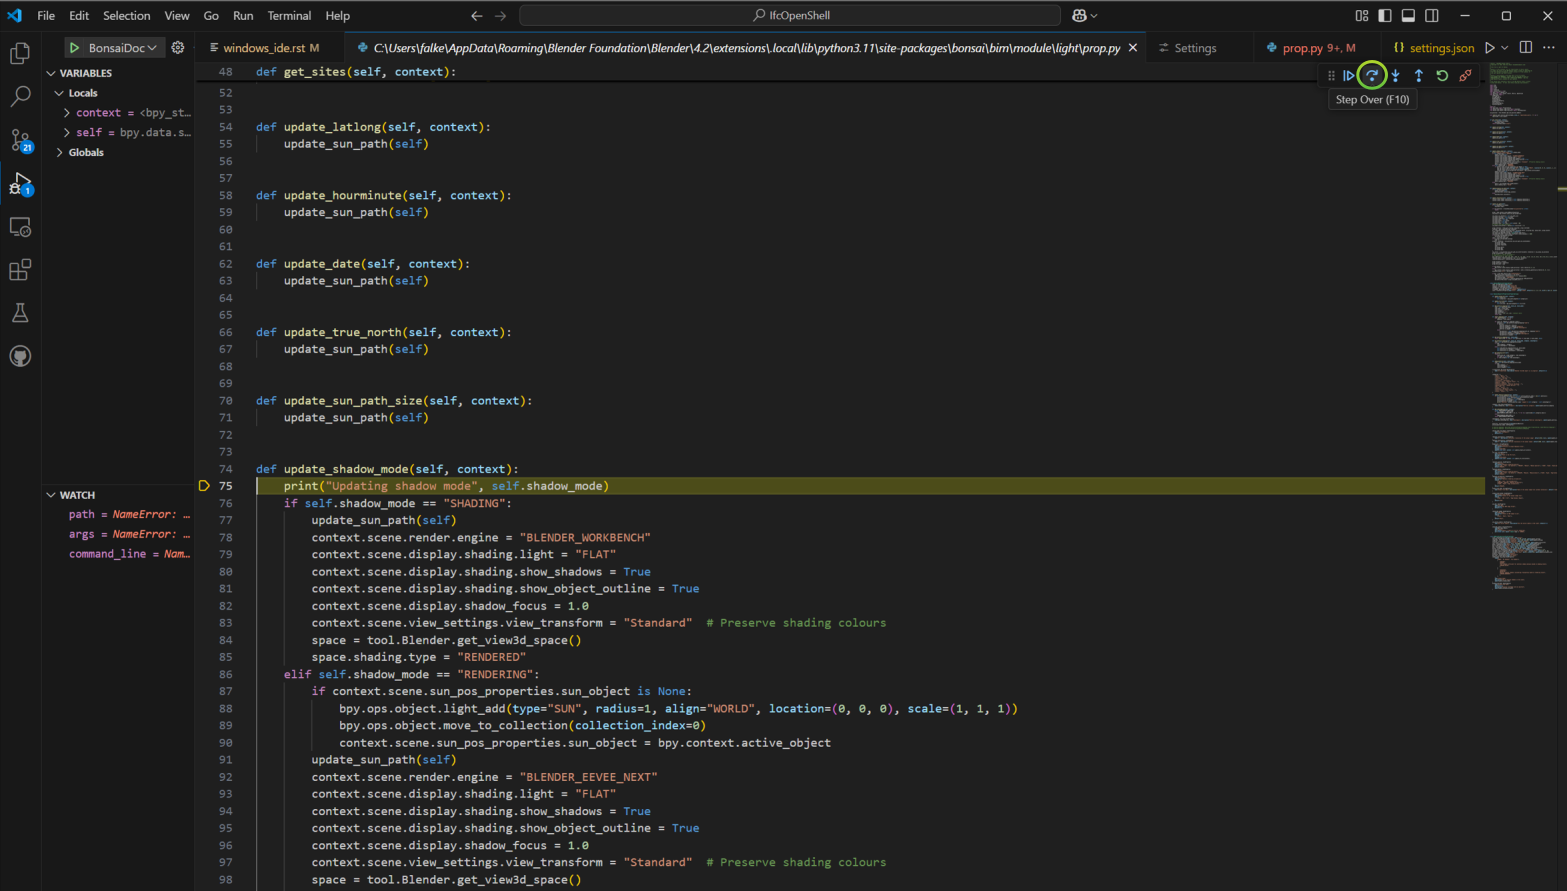 File Edit Selection View Go Run Terminal Help
IfcOpenShell
BonsaiDoc
windows_ide.rst M
C:\Users\falke\AppData\Roaming\Blender Foundation\Blender\4.2\extensions\.local\lib\python3.11\site-packages\bonsai\bim\module\light\prop.py
Settings
prop.py 9+, M
settings.json
Step Over (F10)
VARIABLES
Locals
context = <bpy_st...
self = bpy.data.s...
Globals
21
1
WATCH
path = NameError: ...
args = NameError: ...
command_line = Nam...
48 def get_sites(self, context):
52
53
54 def update_latlong(self, context):
55 update_sun_path(self)
56
57
58 def update_hourminute(self, context):
59 update_sun_path(self)
60
61
62 def update_date(self, context):
63 update_sun_path(self)
64
65
66 def update_true_north(self, context):
67 update_sun_path(self)
68
69
70 def update_sun_path_size(self, context):
71 update_sun_path(self)
72
73
74 def update_shadow_mode(self, context):
75 print("Updating shadow mode", self.shadow_mode)
76 if self.shadow_mode == "SHADING":
77 update_sun_path(self)
78 context.scene.render.engine = "BLENDER_WORKBENCH"
79 context.scene.display.shading.light = "FLAT"
80 context.scene.display.shading.show_shadows = True
81 context.scene.display.shading.show_object_outline = True
82 context.scene.display.shadow_focus = 1.0
83 context.scene.view_settings.view_transform = "Standard"  # Preserve shading colours
84 space = tool.Blender.get_view3d_space()
85 space.shading.type = "RENDERED"
86 elif self.shadow_mode == "RENDERING":
87 if context.scene.sun_pos_properties.sun_object is None:
88 bpy.ops.object.light_add(type="SUN", radius=1, align="WORLD", location=(0, 0, 0), scale=(1, 1, 1))
89 bpy.ops.object.move_to_collection(collection_index=0)
90 context.scene.sun_pos_properties.sun_object = bpy.context.active_object
91 update_sun_path(self)
92 context.scene.render.engine = "BLENDER_EEVEE_NEXT"
93 context.scene.display.shading.light = "FLAT"
94 context.scene.display.shading.show_shadows = True
95 context.scene.display.shading.show_object_outline = True
96 context.scene.display.shadow_focus = 1.0
97 context.scene.view_settings.view_transform = "Standard"  # Preserve shading colours
98 space = tool.Blender.get_view3d_space()